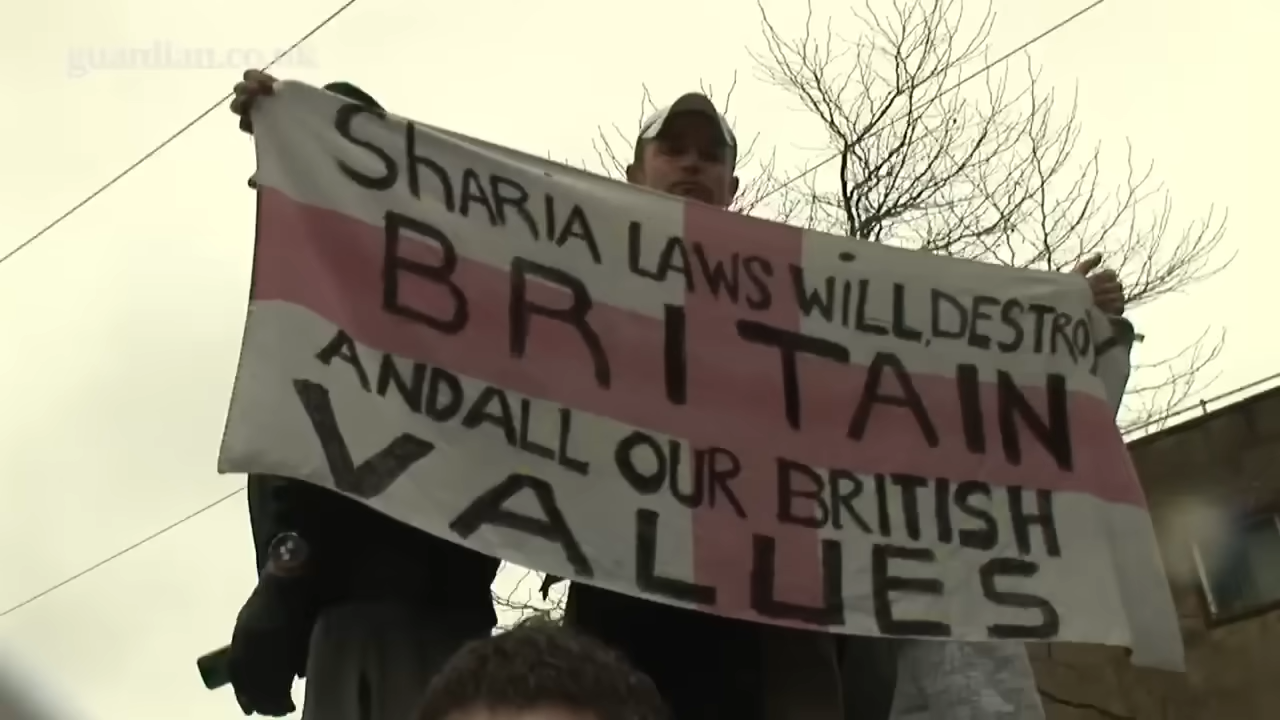 guardian.co.uk
ShARIA LAWS WiLL DESTROY
BRITAIN
AND ALL OUR BRITISH
VALUES